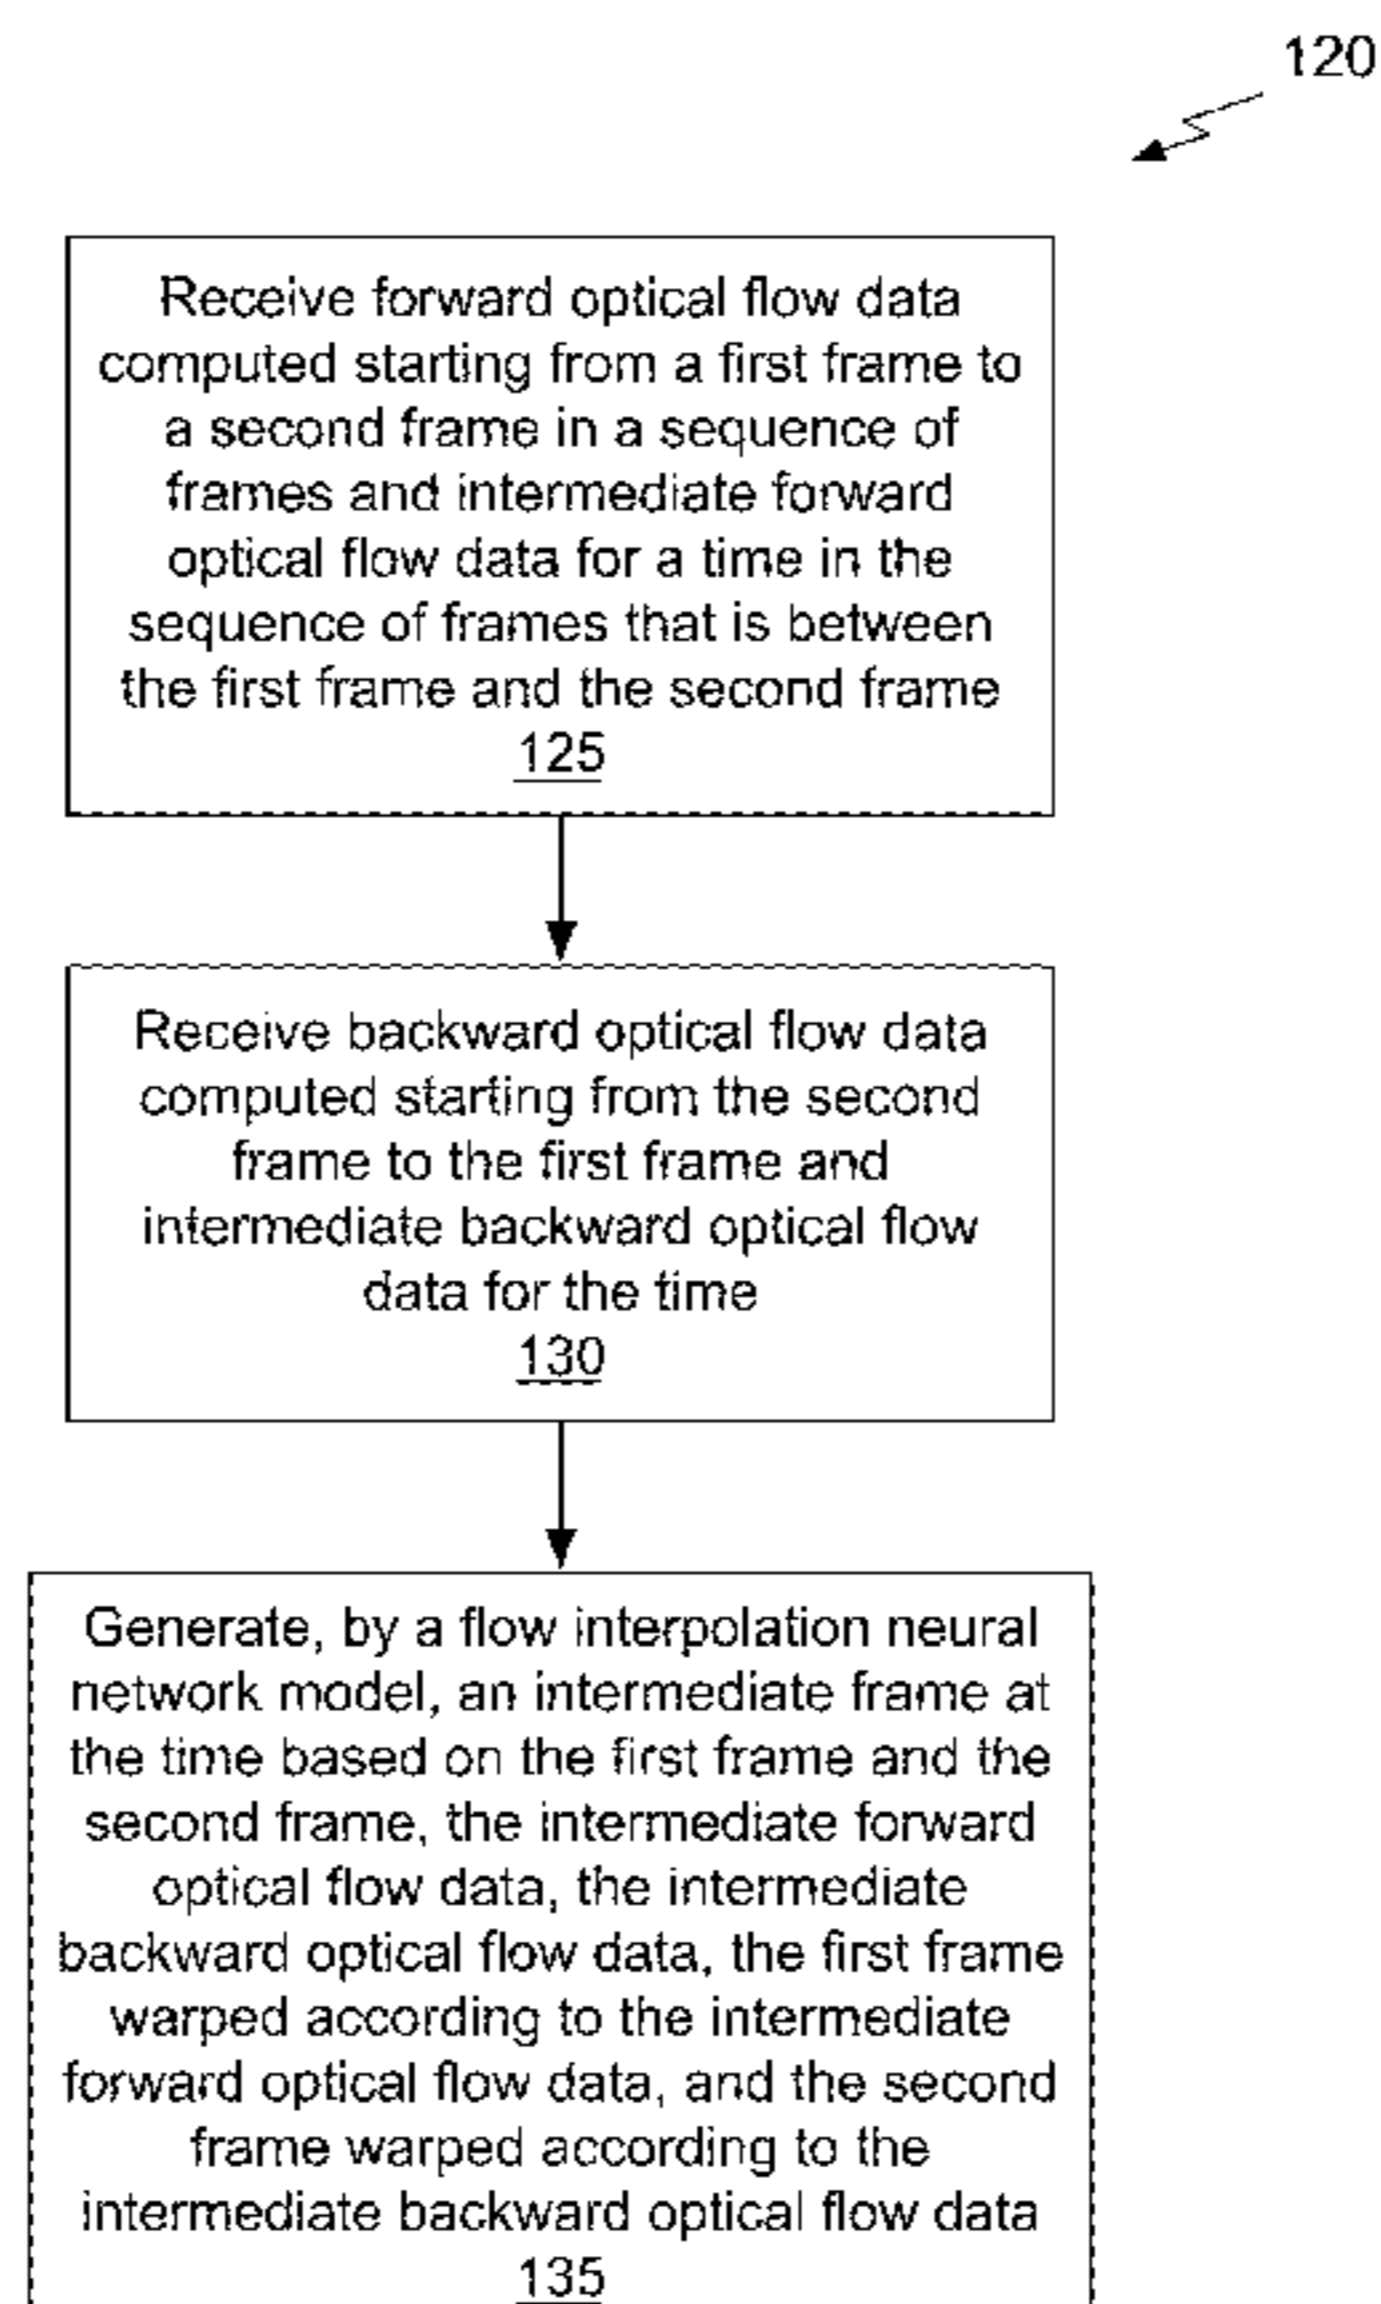 120
Receive forward optical flow data
computed starting from a first frame to
a second frame in a sequence of
frames and intermediate forward
optical flow data for a time in the
sequence of frames that is between
the first frame and the second frame
125
Receive backward optical flow data
computed starting from the second
frame to the first frame and
intermediate backward optical flow
data for the time
130
Generate, by a flow interpolation neural
network model, an intermediate frame at
the time based on the first frame and the
second frame, the intermediate forward
optical flow data, the intermediate
backward optical flow data, the first frame
warped according to the intermediate
forward optical flow data, and the second
frame warped according to the
intermediate backward optical flow data
135